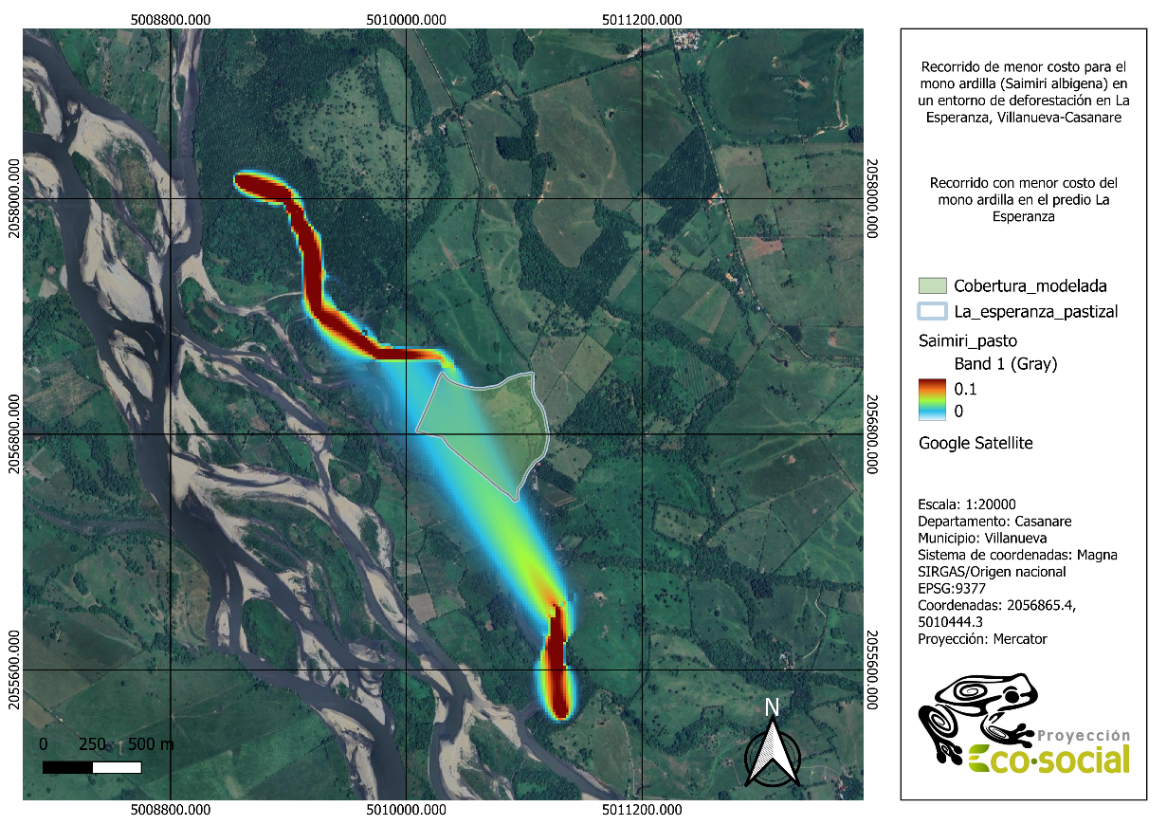 5008800.000
5010000.000
5011200.000
2058000.000
2058000.000
2056800.000
2056800.000
2055600.000
2055600.000
0 250 500 m
N
5008800.000
5010000.000
5011200.000
Recorrido de menor costo para el
mono ardilla (Saimiri albigena) en
un entorno de deforestación en La
Esperanza, Villanueva-Casanare
Recorrido con menor costo del
mono ardilla en el predio La
Esperanza
Cobertura_modelada
La_esperanza_pastizal
Saimiri_pasto
Band 1 (Gray)
0.1
0
Google Satellite
Escala: 1:20000
Departamento: Casanare
Municipio: Villanueva
Sistema de coordenadas: Magna
SIRGAS/Origen nacional
EPSG:9377
Coordenadas: 2056865.4,
5010444.3
Proyección: Mercator
Proyección
Eco·social